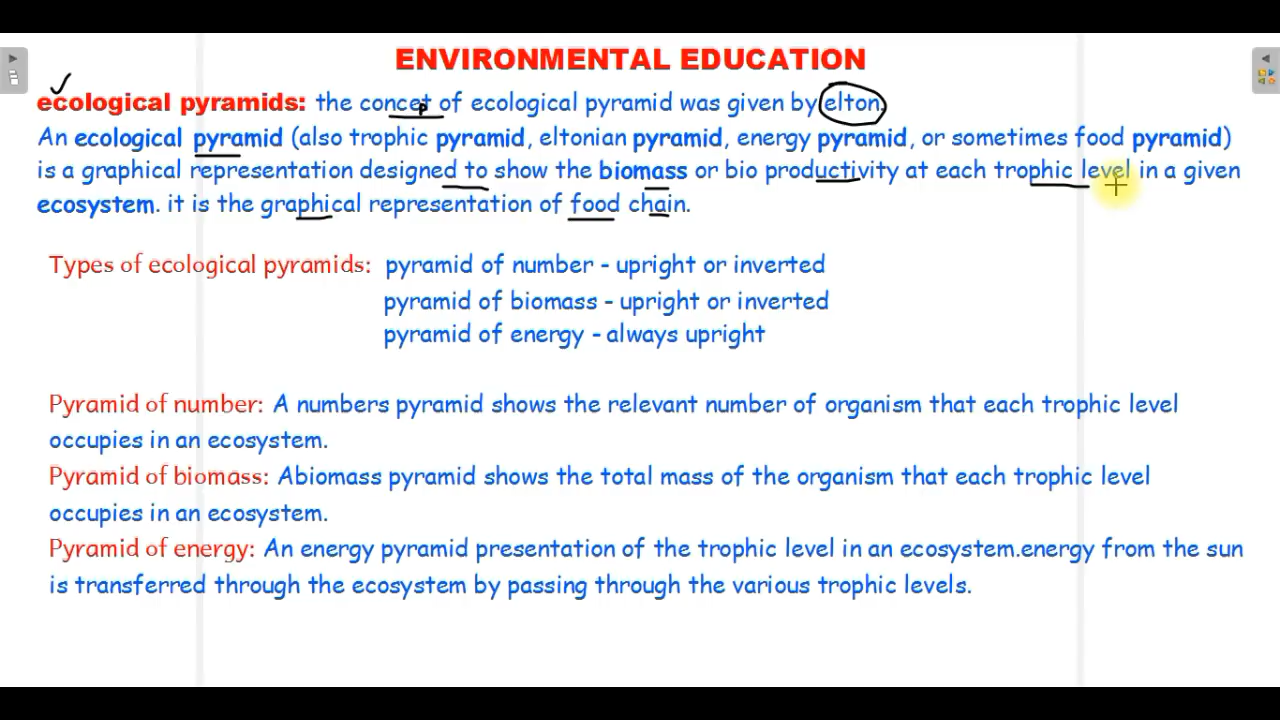 ENVIRONMENTAL EDUCATION
ecological pyramids: the concept of ecological pyramid was given by elton.
An ecological pyramid (also trophic pyramid, eltonian pyramid, energy pyramid, or sometimes food pyramid)
is a graphical representation designed to show the biomass or bio productivity at each trophic level in a given
ecosystem. it is the graphical representation of food chain.
Types of ecological pyramids: pyramid of number - upright or inverted
pyramid of biomass - upright or inverted
pyramid of energy - always upright
Pyramid of number: A numbers pyramid shows the relevant number of organism that each trophic level
occupies in an ecosystem.
Pyramid of biomass: Abiomass pyramid shows the total mass of the organism that each trophic level
occupies in an ecosystem.
Pyramid of energy: An energy pyramid presentation of the trophic level in an ecosystem.energy from the sun
is transferred through the ecosystem by passing through the various trophic levels.